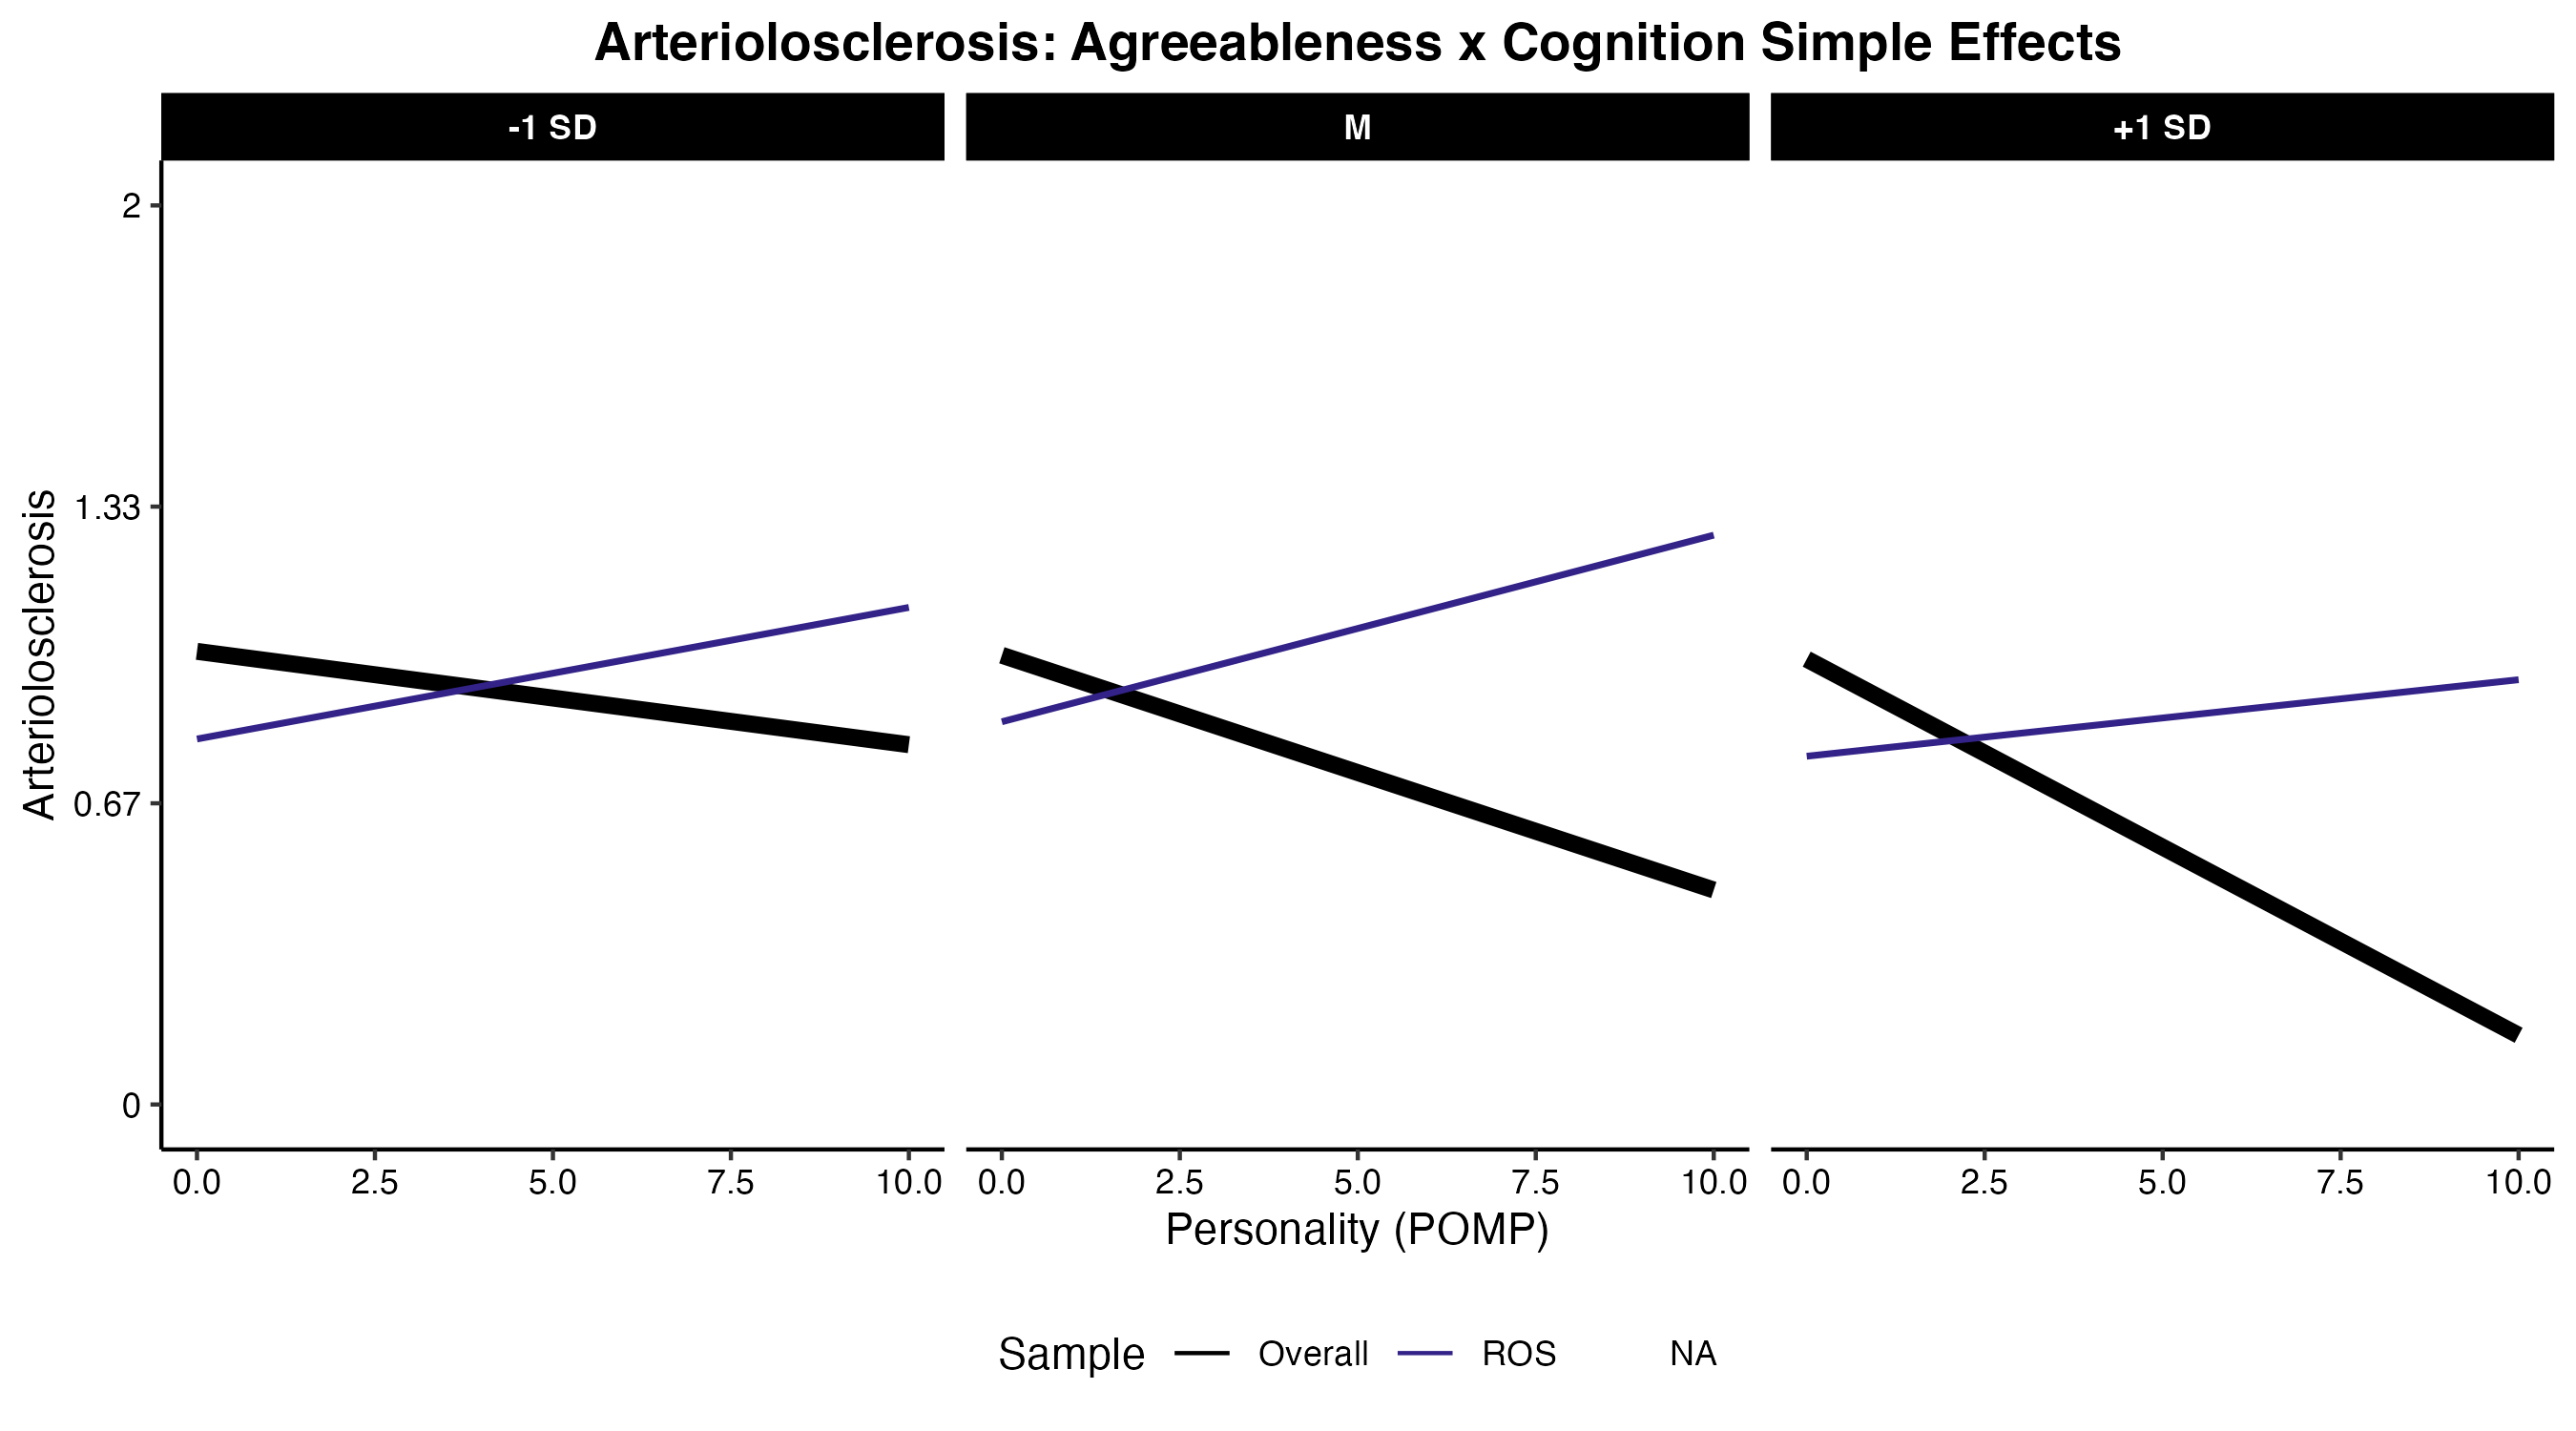 Arteriolosclerosis: Agreeableness x Cognition Simple Effects
-1 SD M +1 SD
2
1.33
0.67
0
Arteriolosclerosis
0.0 2.5 5.0 7.5 10.0 0.0 2.5 5.0 7.5 10.0 0.0 2.5 5.0 7.5 10.0
Personality (POMP)
Sample Overall ROS NA